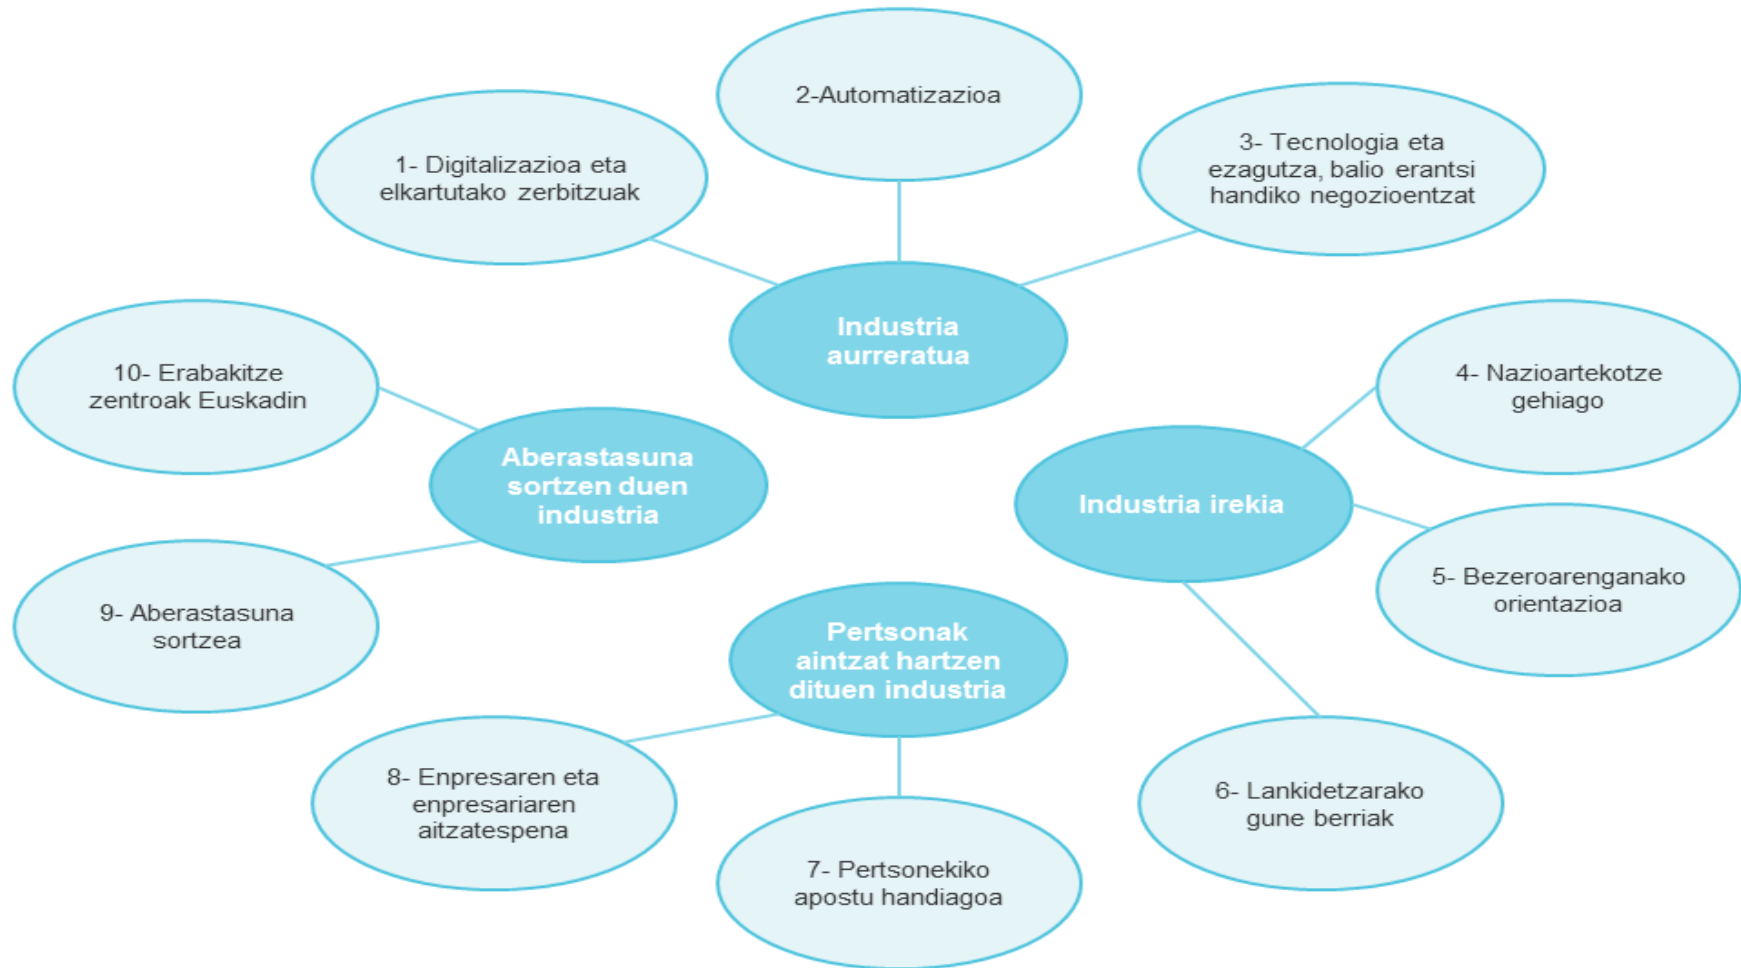 2-Automatizazioa
1- Digitalizazioa eta
elkartutako zerbitzuak
3- Tecnologia eta
ezagutza, balio erantsi
handiko negozioentzat
Industria
aurreratua
10- Erabakitze
zentroak Euskadin
4- Nazioartekotze
gehiago
Aberastasuna
sortzen duen
industria
Industria irekia
5- Bezeroarenganako
orientazioa
9- Aberastasuna
sortzea
Pertsonak
aintzat hartzen
dituen industria
8- Enpresaren eta
enpresariaren
aitzatespena
6- Lankidetzarako
gune berriak
7- Pertsonekiko
apostu handiagoa